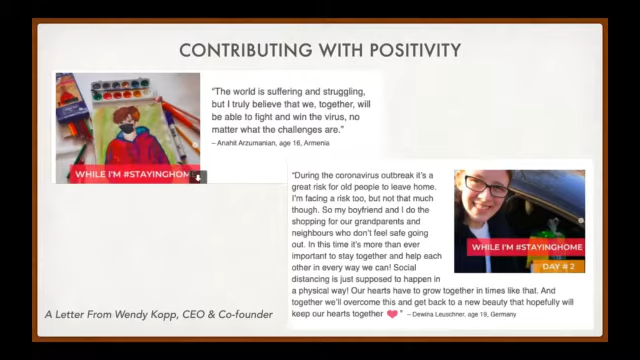 CONTRIBUTING WITH POSITIVITY
"The world is suffering and struggling,
but I truly believe that we, together, will
be able to fight and win the virus, no
matter what the challenges are."
– Anahit Arzumanian, age 16, Armenia
WHILE I'M #STAYINGHOM
"During the coronavirus outbreak it's a
great risk for old people to leave home.
I'm facing a risk too, but not that much
though. So my boyfriend and I do the
shopping for our grandparents and
neighbours who don't feel safe going
out. In this time it's more than ever
important to stay together and help each
other in every way we can! Social
distancing is just supposed to happen in
a physical way! Our hearts have to grow together in times like that. And
together we'll overcome this and get back to a new beauty that hopefully will
keep our hearts together ❤" – Dewina Leuschner, age 19, Germany
WHILE I'M #STAYINGHOME
DAY # 2
A Letter From Wendy Kopp, CEO & Co-founder